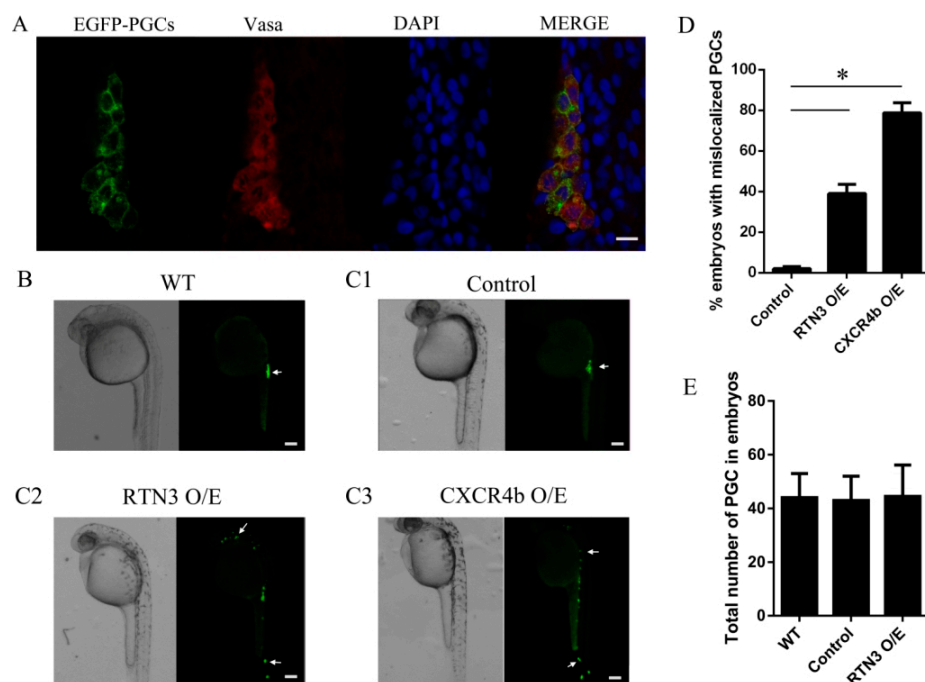 A
EGFP-PGCs Vasa DAPI MERGE
B
WT
C1
Control
C2
RTN3 O/E
C3
CXCR4b O/E
D
% embryos with mislocalized PGCs
100
80
60
40
20
0
*
Control
RTN3 O/E
CXCR4b O/E
E
Total number of PGC in embryos
80
60
40
20
0
WT
Control
RTN3 O/E